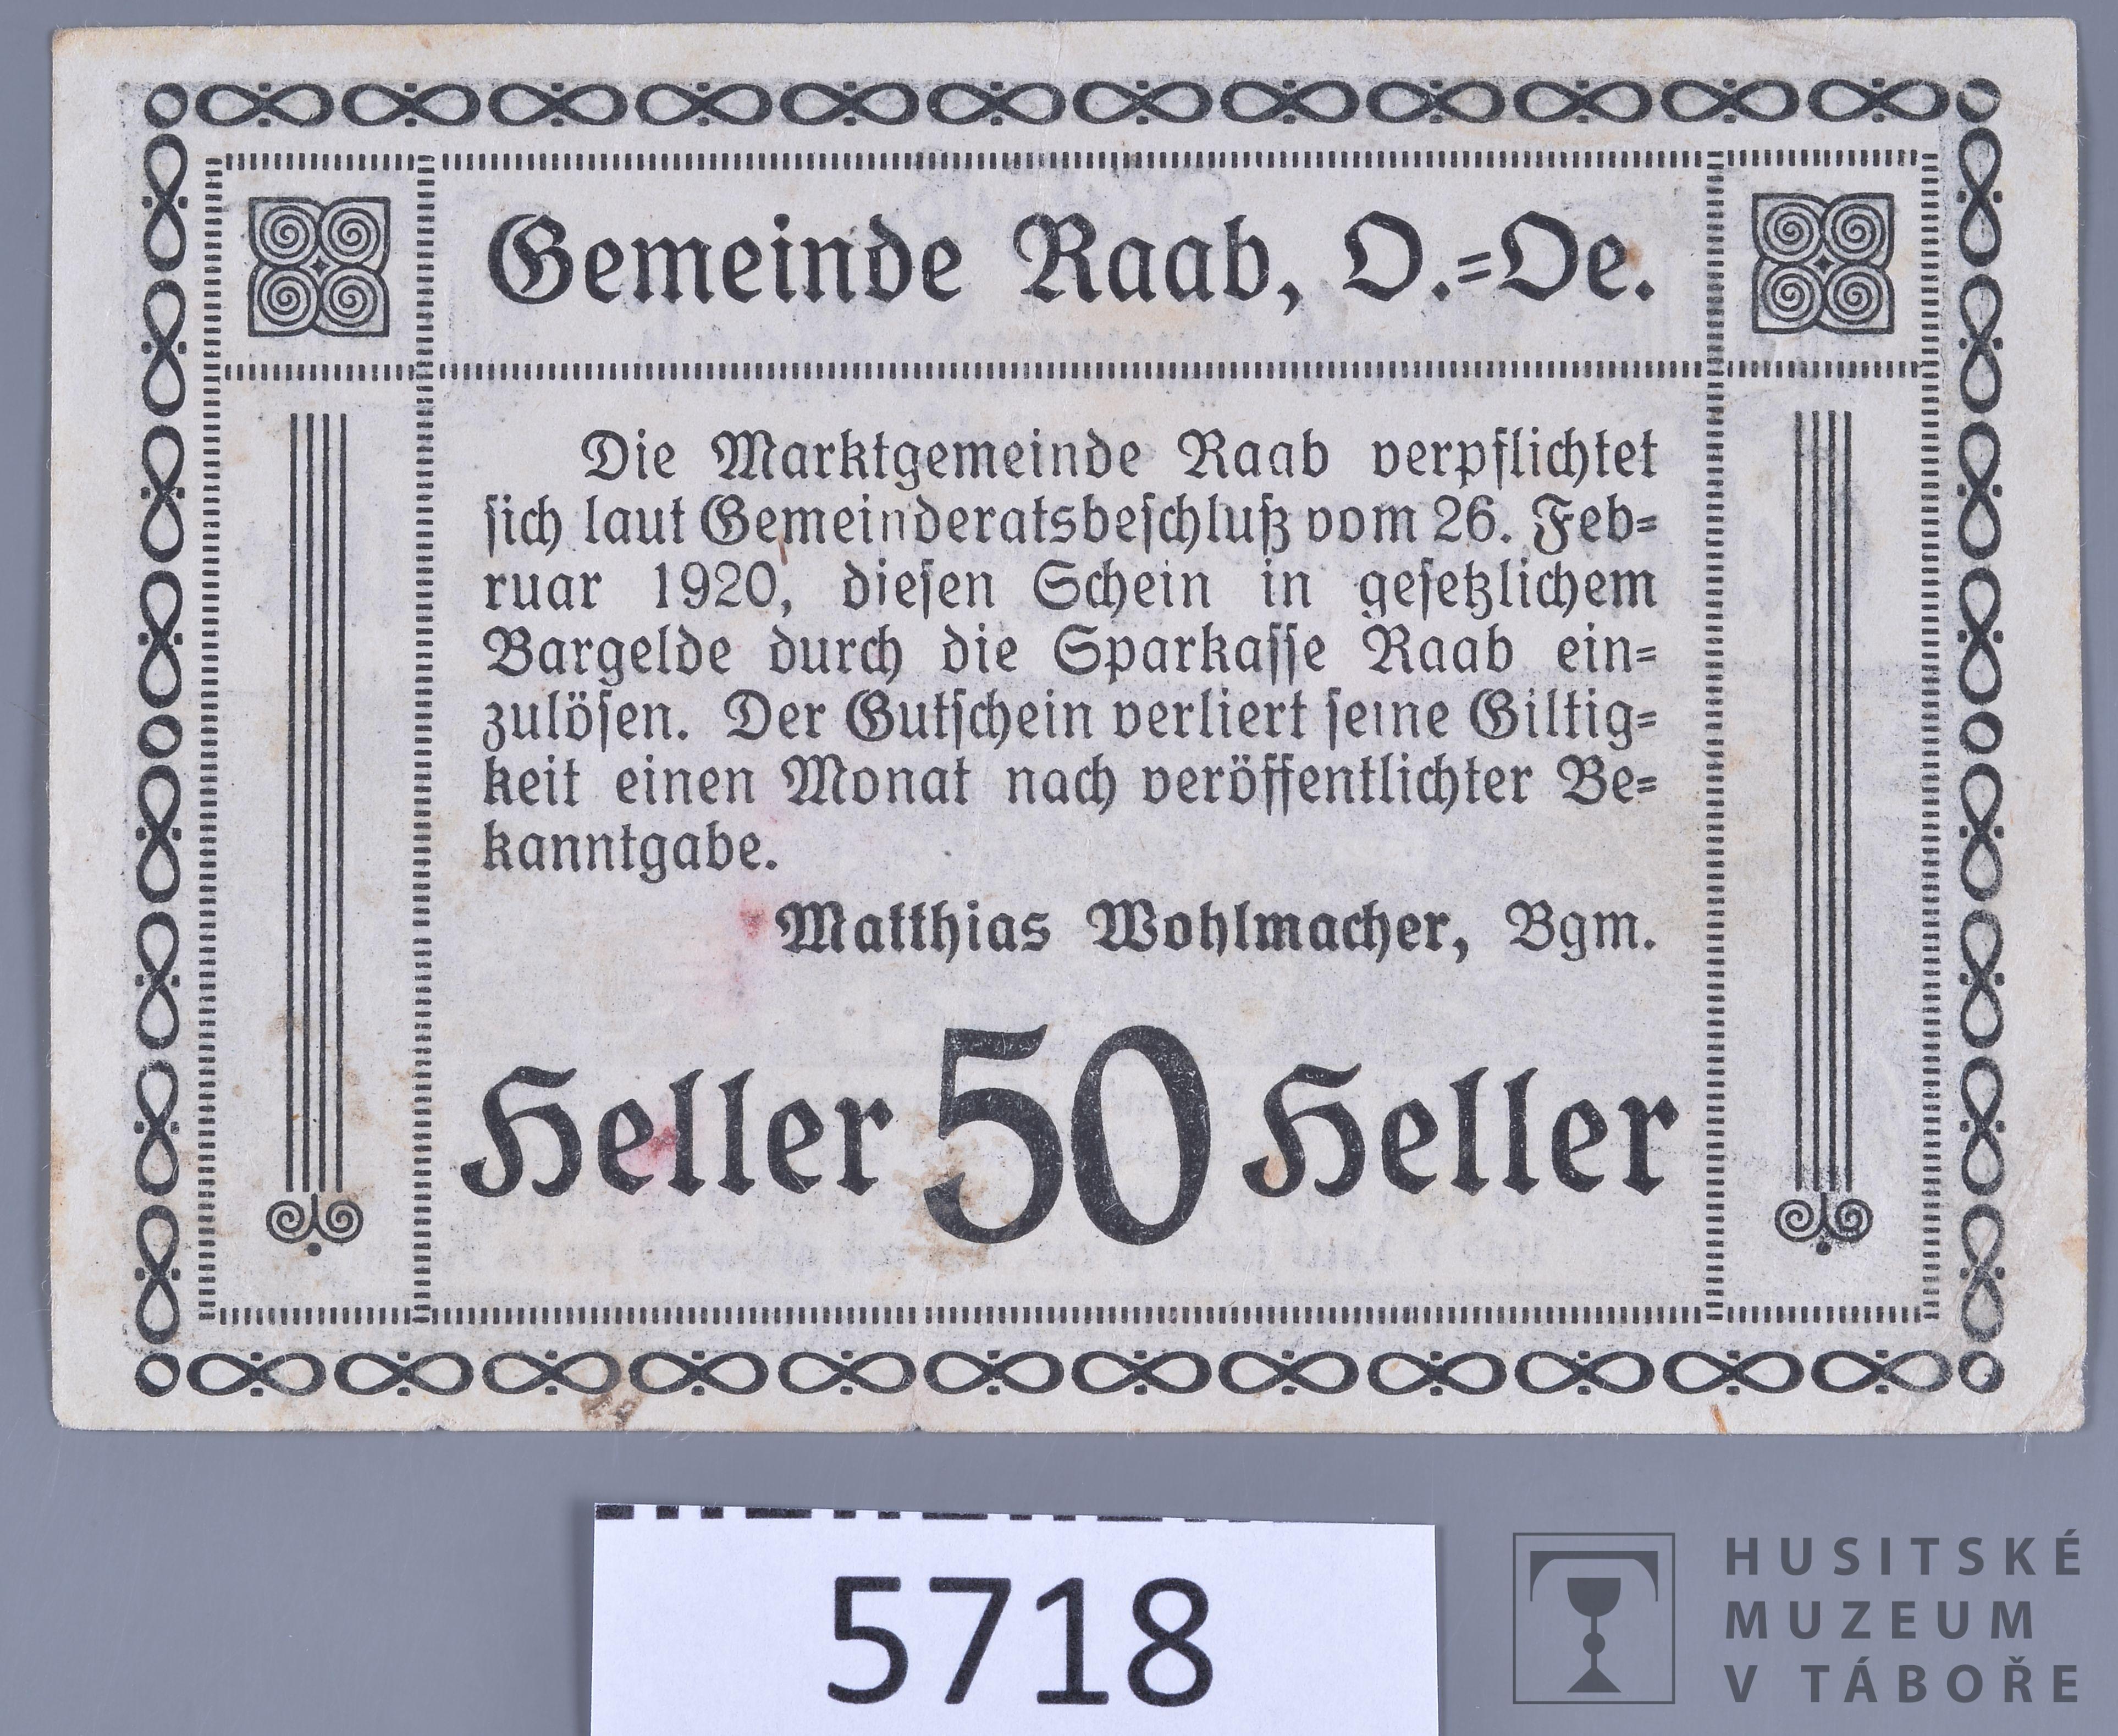 Gemeinde Raab, O.=Oe.
Die Marktgemeinde Raab verpflichtet
sich laut Gemeinderatsbeschluß vom 26. Feb=
ruar 1920, diesen Schein in gesetzlichem
Bargelde durch die Sparkasse Raab ein=
zulösen. Der Gutschein verliert seine Giltig=
keit einen Monat nach veröffentlichter Be=
kanntgabe.
Matthias Wohlmacher, Bgm.
Heller 50 Heller
5718
HUSITSKÉ
MUZEUM
V TÁBOŘE